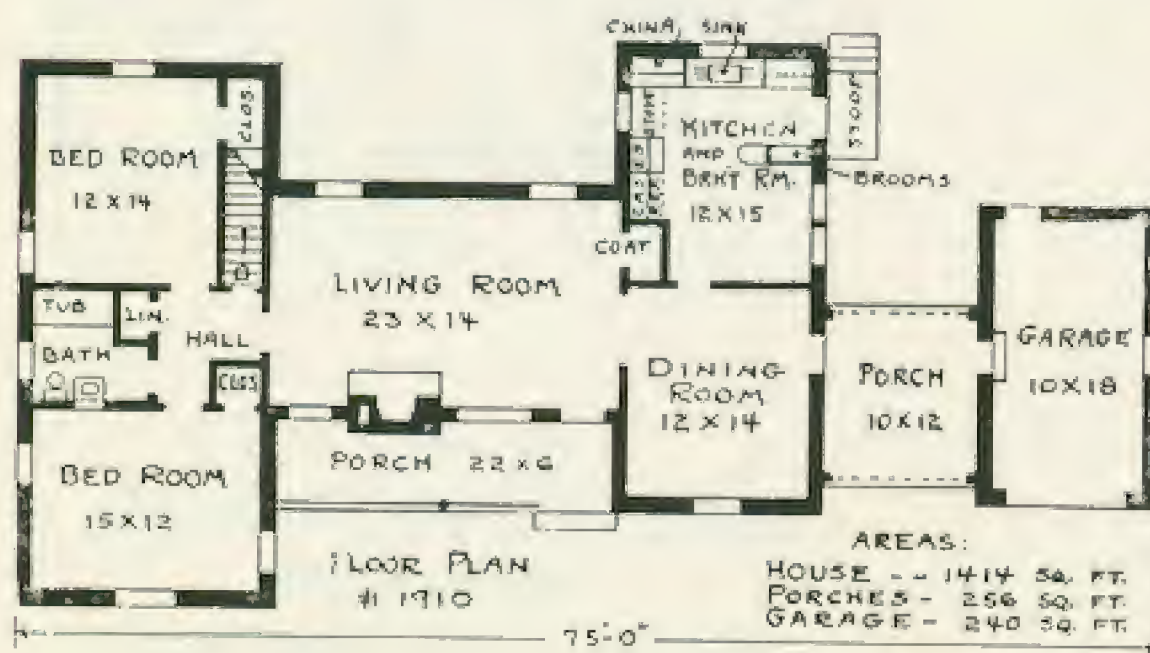 CHINA, SINK
CLOS.
BED ROOM
12 X 14
KITCHEN
AND
BRK'T RM.
12 X 15
STOOP
BROOMS
COAT
LIVING ROOM
23 X 14
TUB
LIN.
BATH
HALL
CLOS
DINING
ROOM
12 X 14
PORCH
10 X 12
GARAGE
10 X 18
PORCH 22 X 6
BED ROOM
15 X 12
FLOOR PLAN
# 1910
AREAS:
HOUSE -- 1414 SQ. FT.
PORCHES - 256 SQ. FT.
GARAGE - 240 SQ. FT.
75'-0"